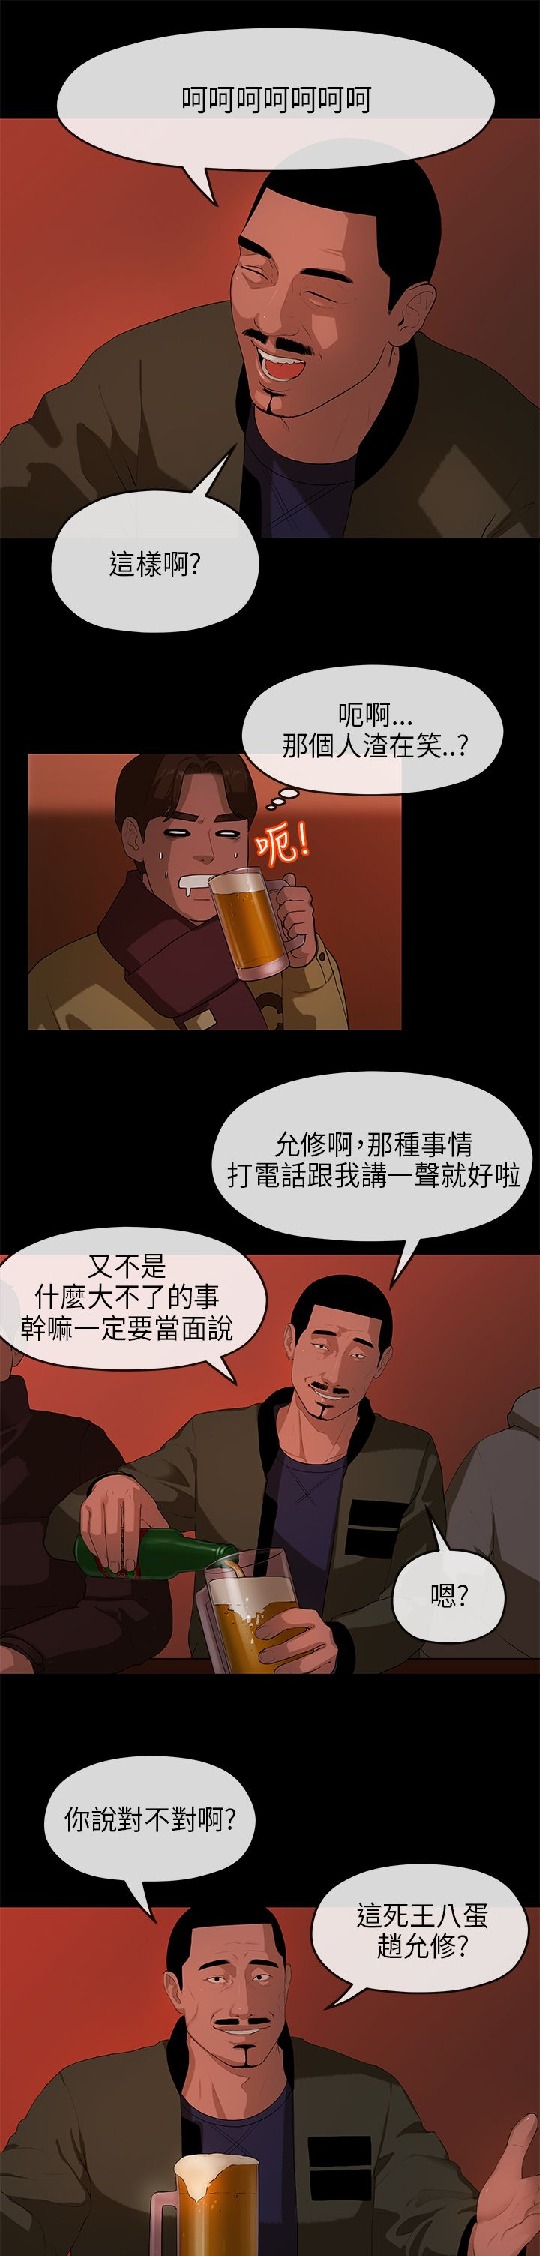 呵呵呵呵呵呵呵
這樣啊?
呃啊...
那個人渣在笑..?
呃!
允修啊,那種事情
打電話跟我講一聲就好啦
又不是
什麼大不了的事
幹嘛一定要當面說
嗯?
你說對不對啊?
這死王八蛋
趙允修?